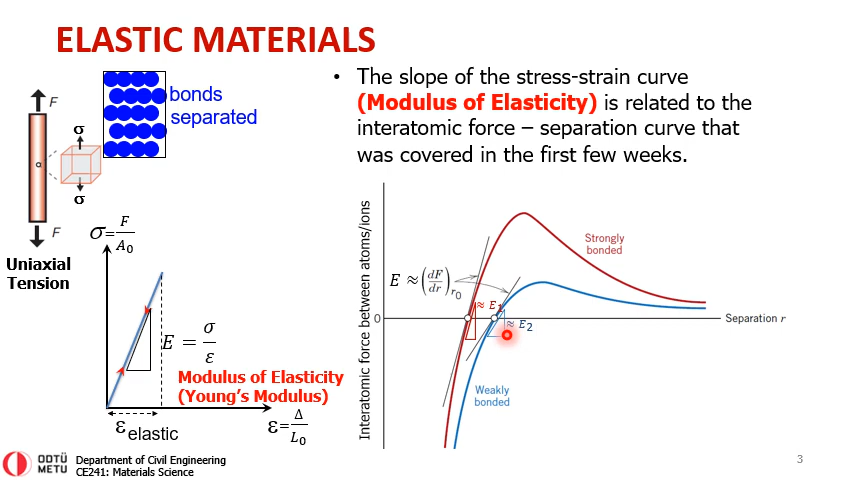 ELASTIC MATERIALS
F
σ
σ
F
Uniaxial
Tension
bonds
separated
• The slope of the stress-strain curve
(Modulus of Elasticity) is related to the
interatomic force – separation curve that
was covered in the first few weeks.
σ=F/A₀
E = σ/ε
Modulus of Elasticity
(Young's Modulus)
εelastic
ε=Δ/L₀
Interatomic force between atoms/ions
Strongly
bonded
E ≈ (dF/dr)r₀
≈ E₁
0
≈ E₂
Separation r
Weakly
bonded
ODTÜ
METU
Department of Civil Engineering
CE241: Materials Science
3